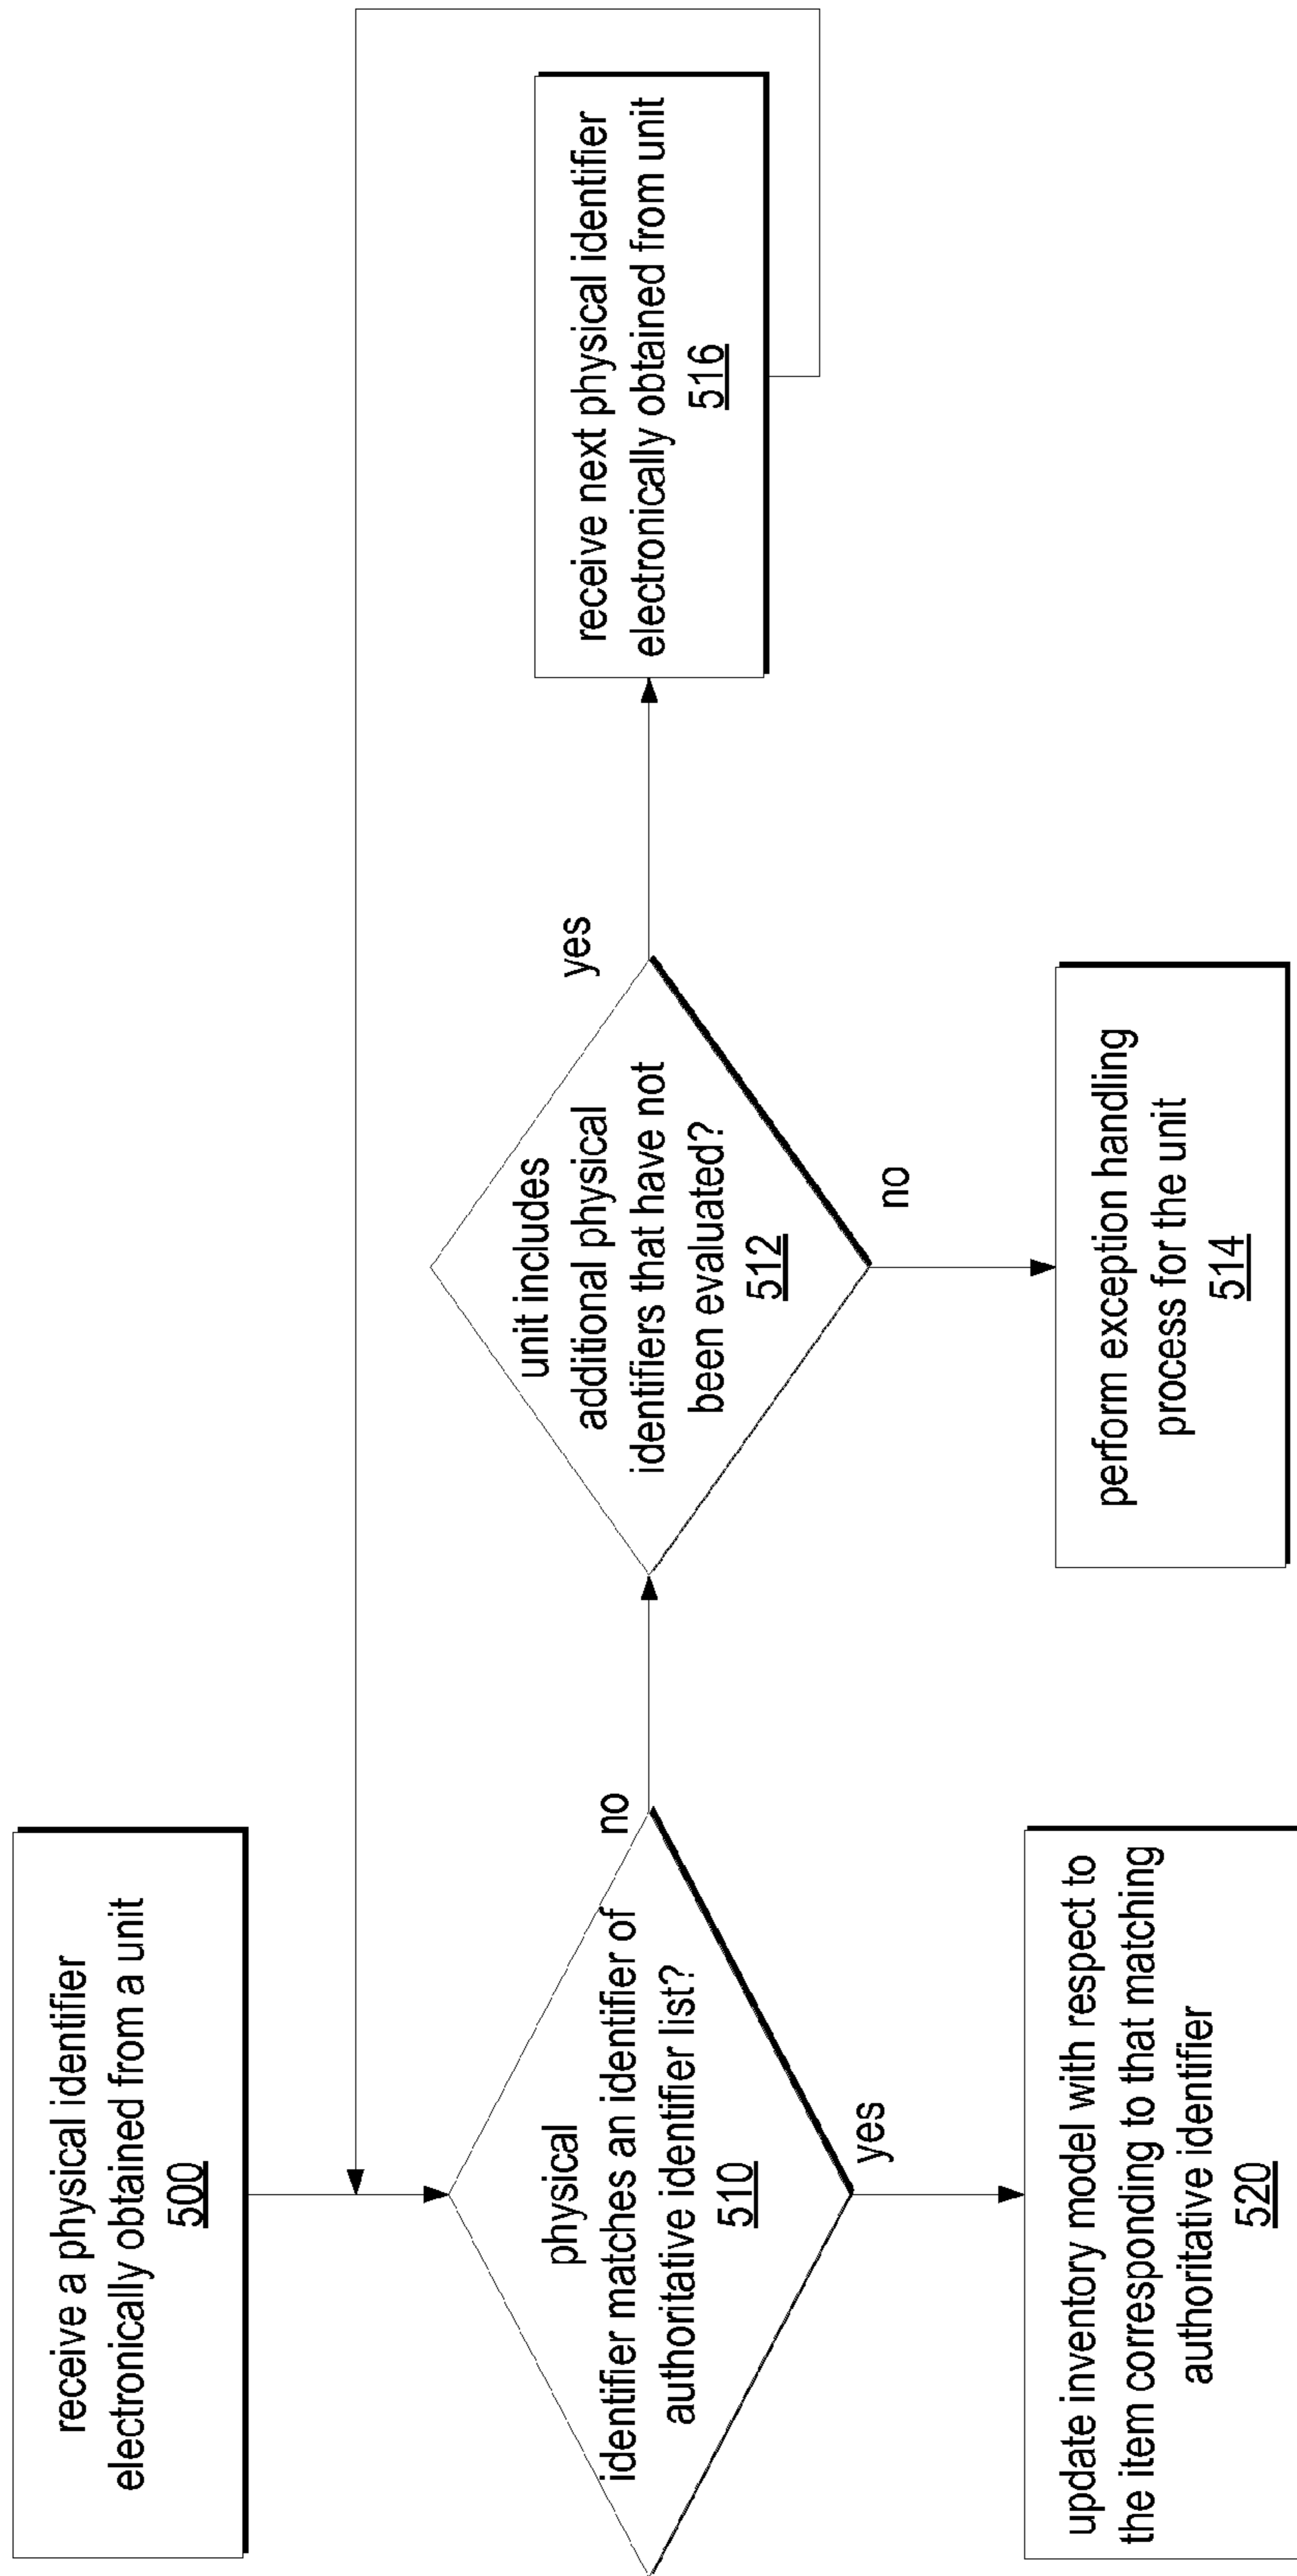 receive a physical identifier
electronically obtained from a unit
500
physical
identifier matches an identifier of
authoritative identifier list?
510
no
yes
unit includes
additional physical
identifiers that have not
been evaluated?
512
yes
no
receive next physical identifier
electronically obtained from unit
516
perform exception handling
process for the unit
514
update inventory model with respect to
the item corresponding to that matching
authoritative identifier
520